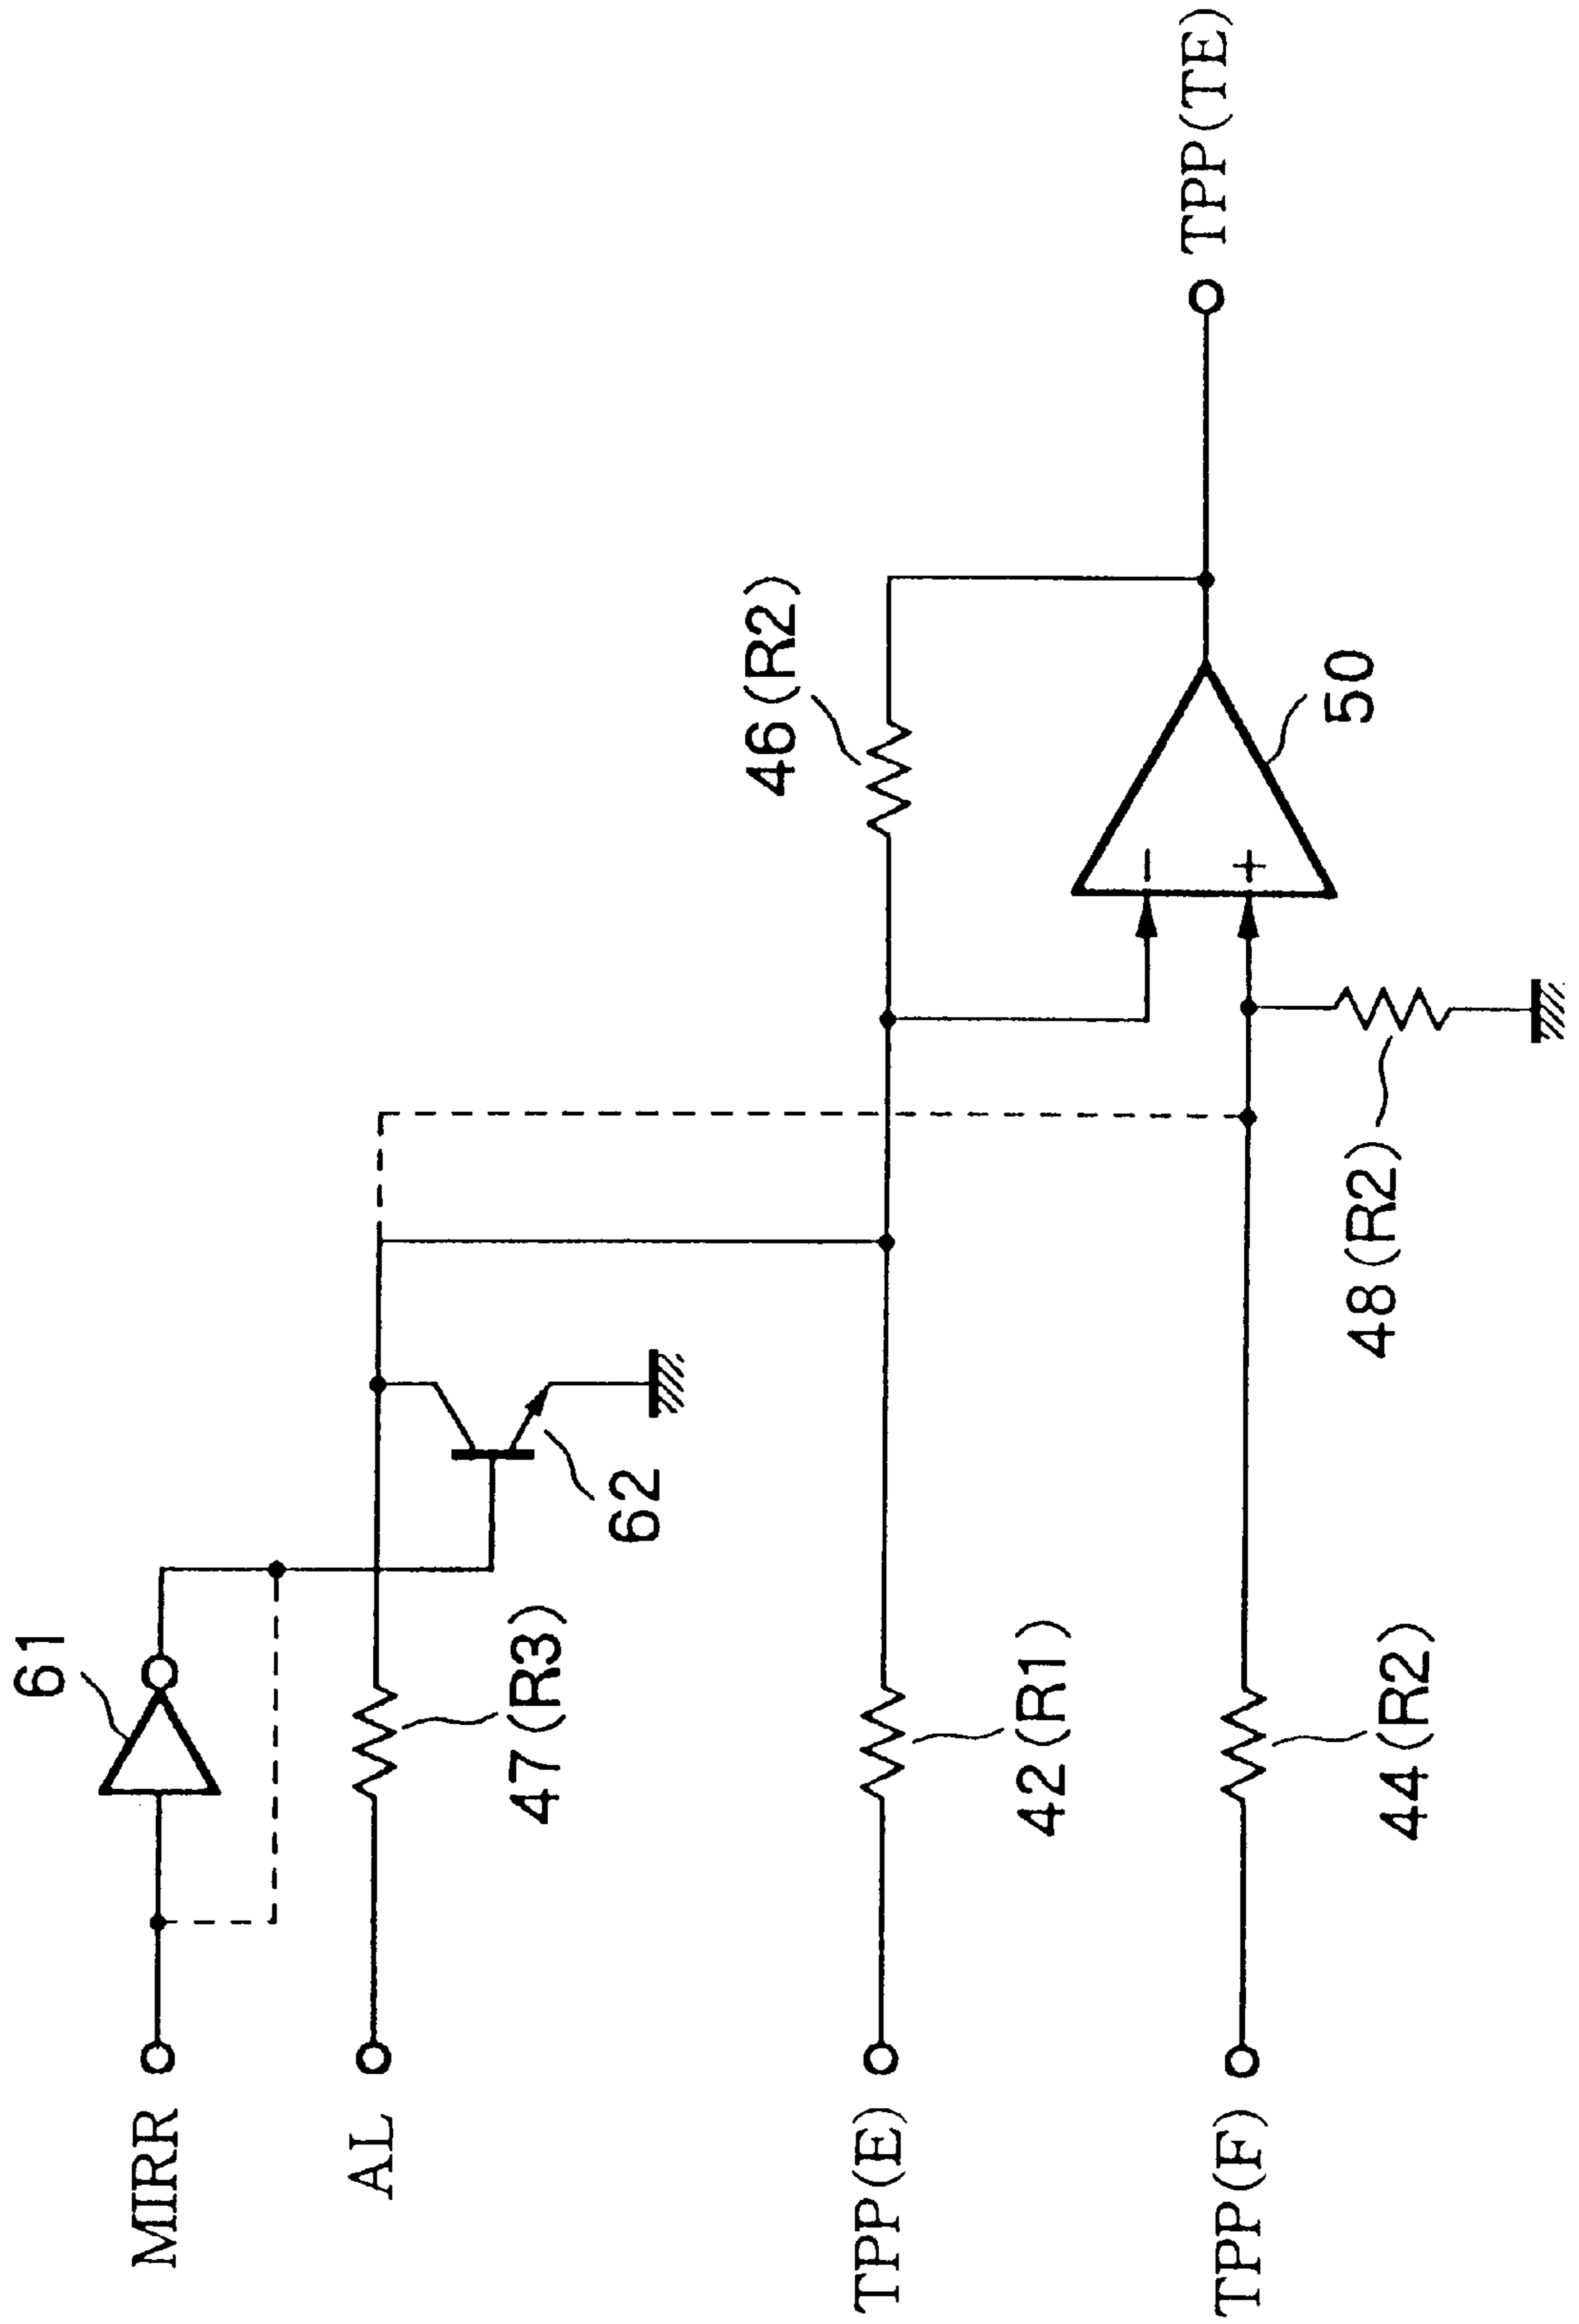 MIRR
61
AL
47(R3)
62
TPP(E)
42(R1)
46(R2)
TPP(F)
44(R2)
48(R2)
−
+
50
TPP(TE)